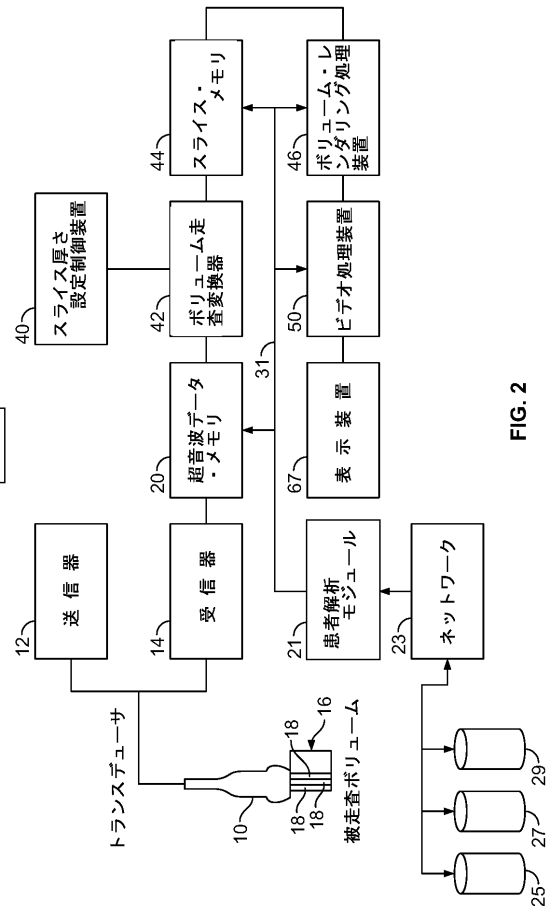 12
送信器
14
受信器
トランスデューサ
10
18
18
18
16
被走査ボリューム
40
スライス厚さ
設定制御装置
20
超音波データ
・メモリ
42
ボリューム走
査変換器
44
スライス・
メモリ
31
21
患者解析
モジュール
67
表示装置
50
ビデオ処理装置
46
ボリューム・レ
ンダリング処理
装置
23
ネットワーク
25
27
29
FIG. 2